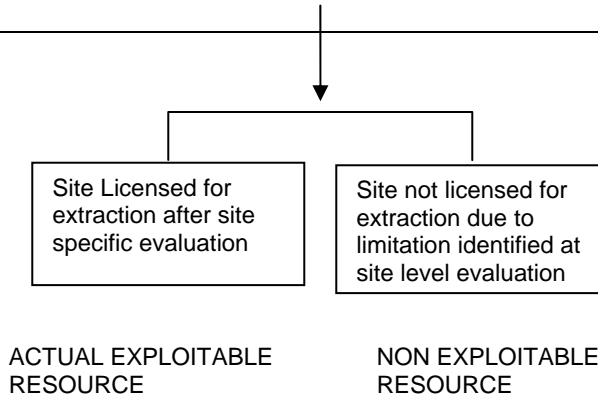 Site Licensed for
extraction after site
specific evaluation
Site not licensed for
extraction due to
limitation identified at
site level evaluation
ACTUAL EXPLOITABLE
RESOURCE
NON EXPLOITABLE
RESOURCE